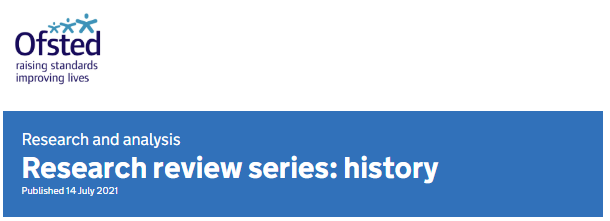 Ofsted
raising standards
improving lives
Research and analysis
Research review series: history
Published 14 July 2021